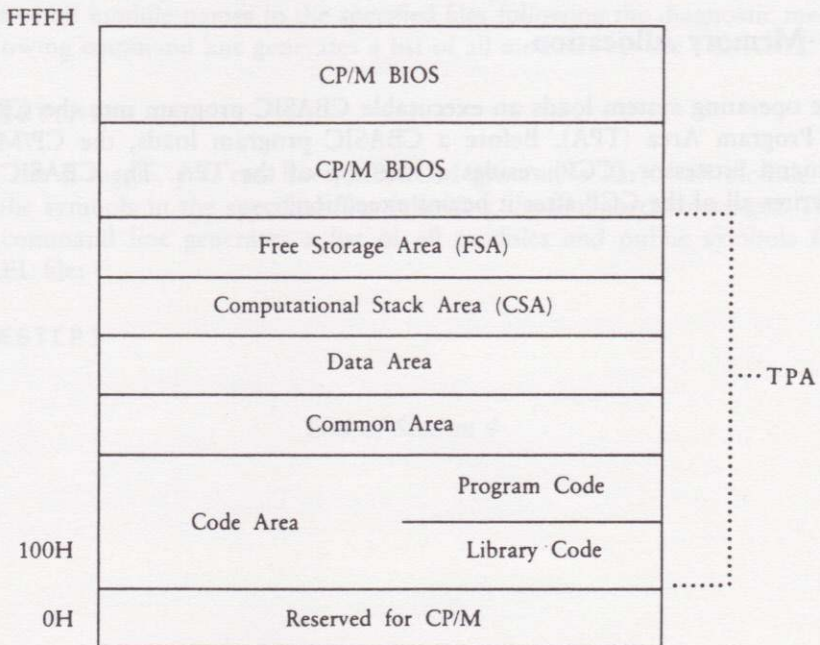 FFFFH
CP/M BIOS
CP/M BDOS
Free Storage Area (FSA)
Computational Stack Area (CSA)
Data Area
TPA
Common Area
Program Code
Code Area
100H
Library Code
0H
Reserved for CP/M